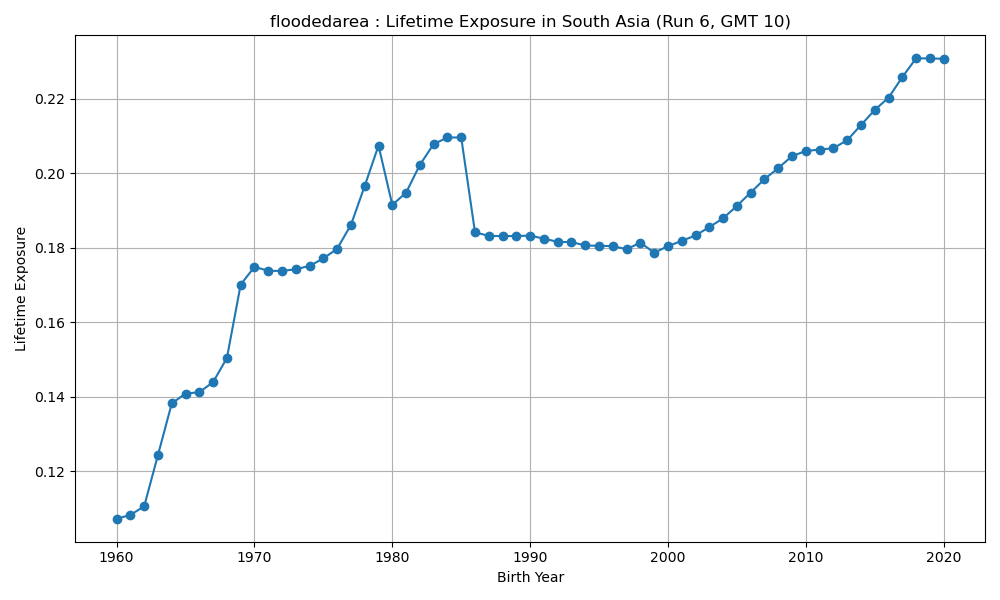 floodedarea : Lifetime Exposure in South Asia (Run 6, GMT 10)
Lifetime Exposure
0.22
0.20
0.18
0.16
0.14
0.12
1960 1970 1980 1990 2000 2010 2020
Birth Year